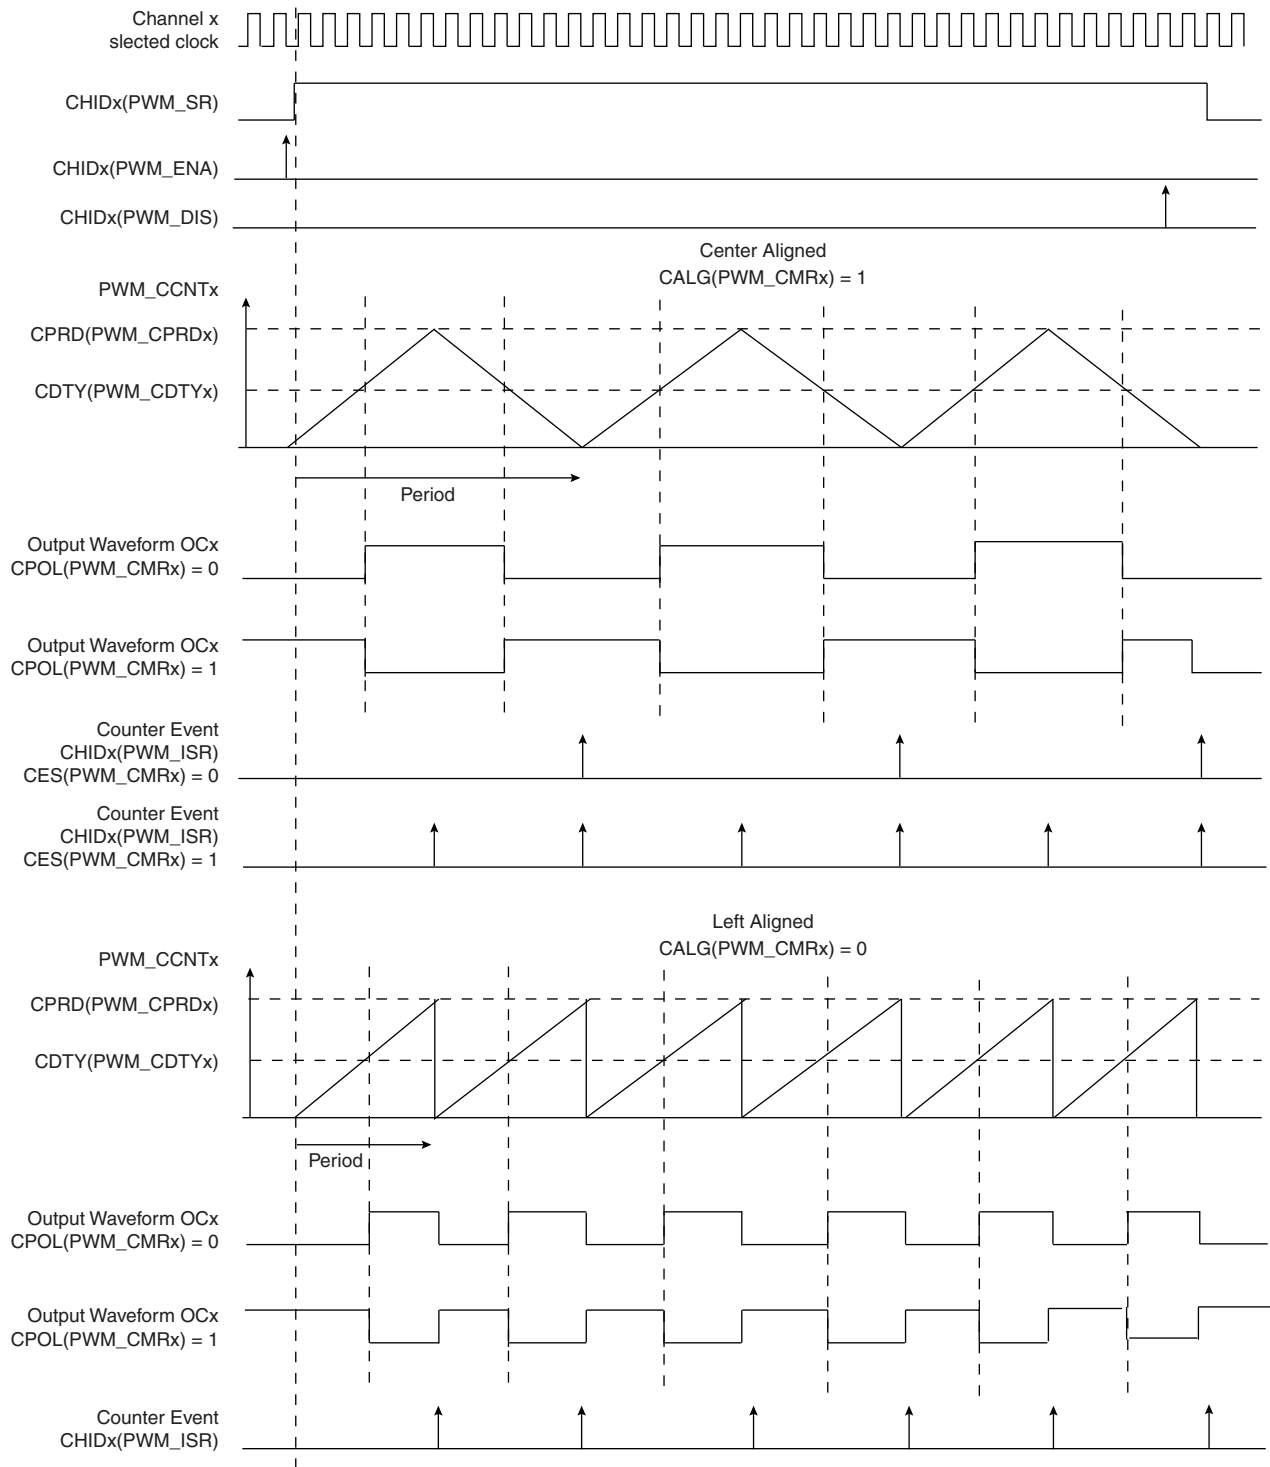 Channel x
slected clock
CHIDx(PWM_SR)
CHIDx(PWM_ENA)
CHIDx(PWM_DIS)
Center Aligned
CALG(PWM_CMRx) = 1
PWM_CCNTx
CPRD(PWM_CPRDx)
CDTY(PWM_CDTYx)
Period
Output Waveform OCx
CPOL(PWM_CMRx) = 0
Output Waveform OCx
CPOL(PWM_CMRx) = 1
Counter Event
CHIDx(PWM_ISR)
CES(PWM_CMRx) = 0
Counter Event
CHIDx(PWM_ISR)
CES(PWM_CMRx) = 1
Left Aligned
CALG(PWM_CMRx) = 0
PWM_CCNTx
CPRD(PWM_CPRDx)
CDTY(PWM_CDTYx)
Period
Output Waveform OCx
CPOL(PWM_CMRx) = 0
Output Waveform OCx
CPOL(PWM_CMRx) = 1
Counter Event
CHIDx(PWM_ISR)